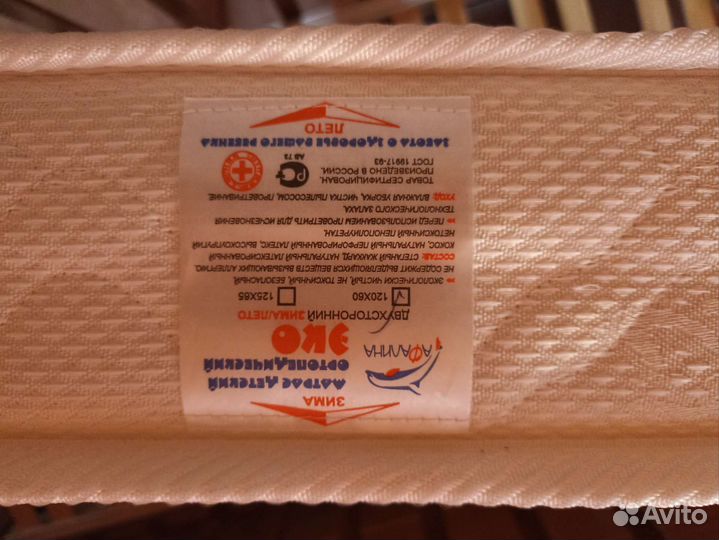 ЗИМА
МАТРАС ДЕТСКИЙ
ОРТОПЕДИЧЕСКИЙ
АФАЛИНА
ЭКО
ДВУХСТОРОННИЙ ЗИМА/ЛЕТО
120Х60 125Х65
» ЭКОЛОГИЧЕСКИ ЧИСТЫЙ, НЕ ТОКСИЧНЫЙ, БЕЗОПАСНЫЙ,
НЕ СОДЕРЖИТ ВЫДЕЛЯЮЩИХСЯ ВЕЩЕСТВ ВЫЗЫВАЮЩИХ АЛЛЕРГИЮ.
СОСТАВ: СТЕГАНЫЙ ЖАККАРД, НАТУРАЛЬНЫЙ ЛАТЕКСИРОВАННЫЙ
КОКОС, НАТУРАЛЬНЫЙ ПЕРФОРИРОВАННЫЙ ЛАТЕКС, ВЫСОКОУПРУГИЙ
НЕТОКСИЧНЫЙ ПЕНОПОЛИУРЕТАН.
» ПЕРЕД ИСПОЛЬЗОВАНИЕМ ПРОВЕТРИТЬ ДЛЯ ИСЧЕЗНОВЕНИЯ
ТЕХНОЛОГИЧЕСКОГО ЗАПАХА.
УХОД: ВЛАЖНАЯ УБОРКА, ЧИСТКА ПЫЛЕСОСОМ, ПРОВЕТРИВАНИЕ.
ТОВАР СЕРТИФИЦИРОВАН.
ПРОИЗВЕДЕНО В РОССИИ.
ГОСТ 19917-93
РС
АВ 73
ЗАБОТА О ЗДОРОВЬЕ ВАШЕГО РЕБЕНКА
ЛЕТО
Avito